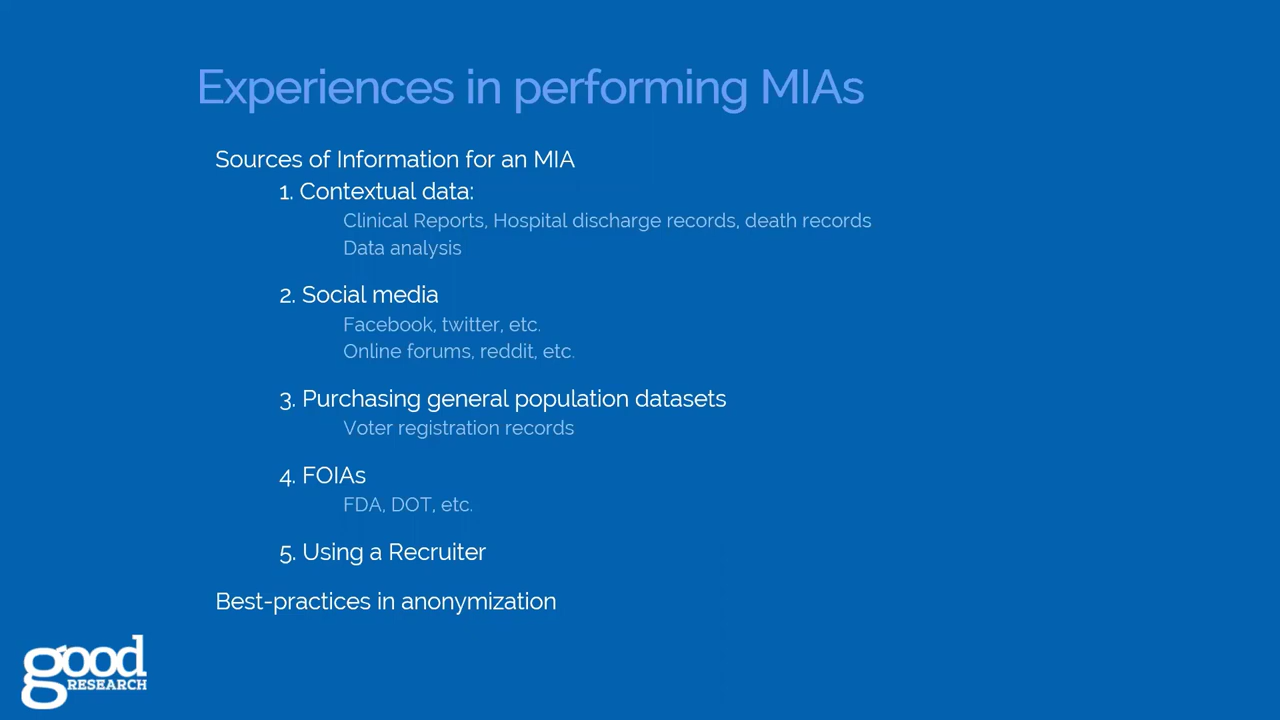 Experiences in performing MIAs
Sources of Information for an MIA
1. Contextual data:
Clinical Reports, Hospital discharge records, death records
Data analysis
2. Social media
Facebook, twitter, etc.
Online forums, reddit, etc.
3. Purchasing general population datasets
Voter registration records
4. FOIAs
FDA, DOT, etc.
5. Using a Recruiter
Best-practices in anonymization
good
RESEARCH